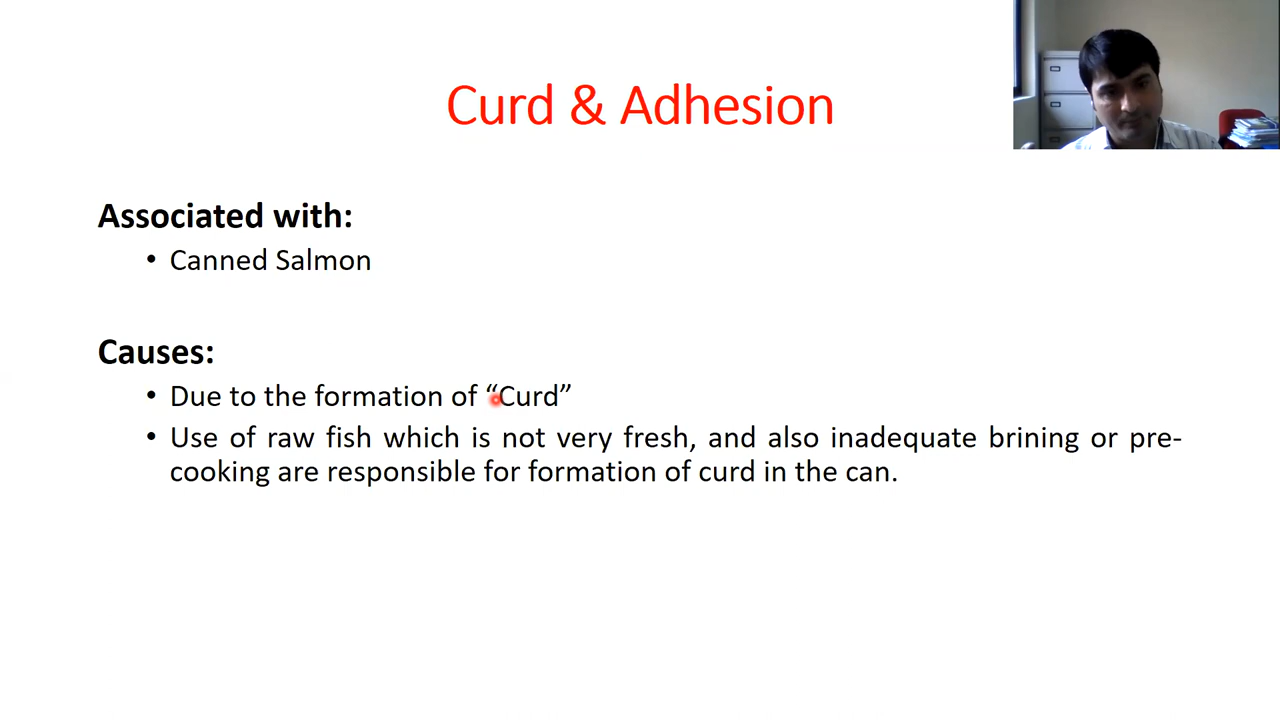 Curd & Adhesion
Associated with:
• Canned Salmon
Causes:
• Due to the formation of “Curd”
• Use of raw fish which is not very fresh, and also inadequate brining or pre-
cooking are responsible for formation of curd in the can.